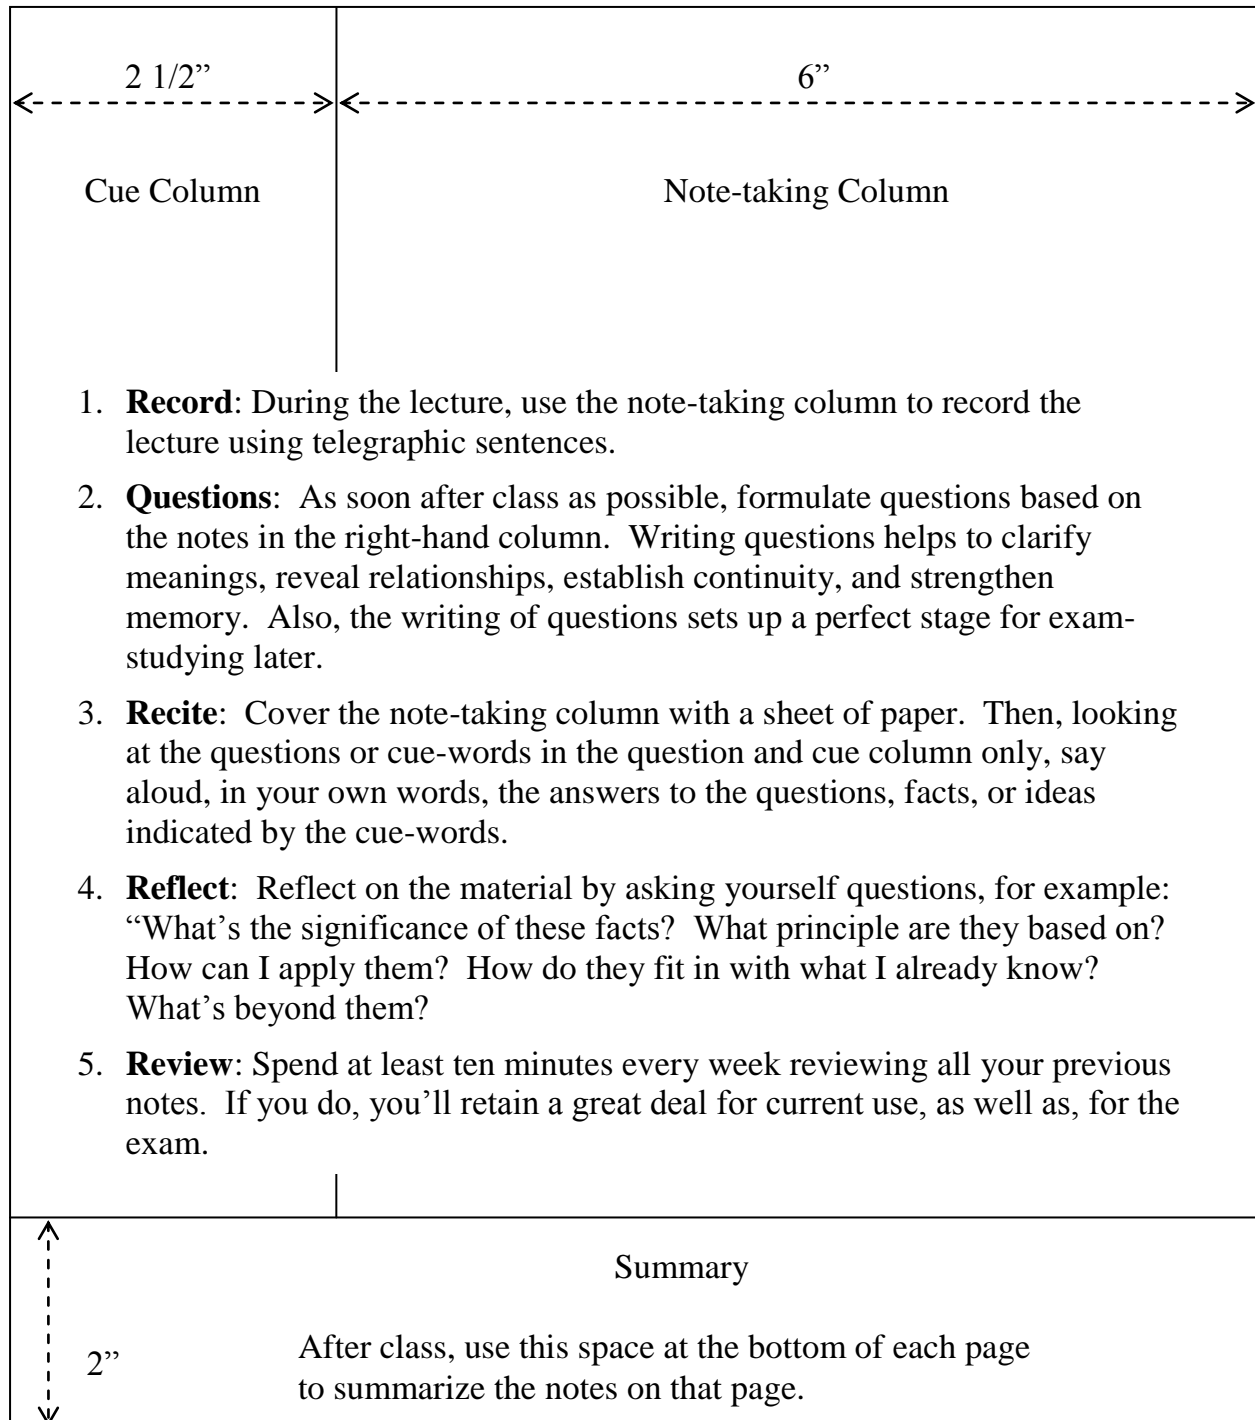 2 1/2” 6”
Cue Column Note-taking Column
1. Record: During the lecture, use the note-taking column to record the
lecture using telegraphic sentences.
2. Questions: As soon after class as possible, formulate questions based on
the notes in the right-hand column. Writing questions helps to clarify
meanings, reveal relationships, establish continuity, and strengthen
memory. Also, the writing of questions sets up a perfect stage for exam-
studying later.
3. Recite: Cover the note-taking column with a sheet of paper. Then, looking
at the questions or cue-words in the question and cue column only, say
aloud, in your own words, the answers to the questions, facts, or ideas
indicated by the cue-words.
4. Reflect: Reflect on the material by asking yourself questions, for example:
“What’s the significance of these facts? What principle are they based on?
How can I apply them? How do they fit in with what I already know?
What’s beyond them?
5. Review: Spend at least ten minutes every week reviewing all your previous
notes. If you do, you’ll retain a great deal for current use, as well as, for the
exam.
Summary
2”
After class, use this space at the bottom of each page
to summarize the notes on that page.